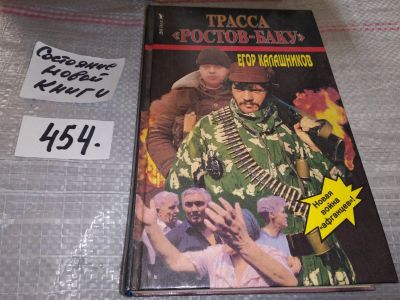 Состояние
новой
книги
454.
ТРАССА
«РОСТОВ-БАКУ»
ЕГОР КАЛАШНИКОВ
Новая
война
«афганцев»!